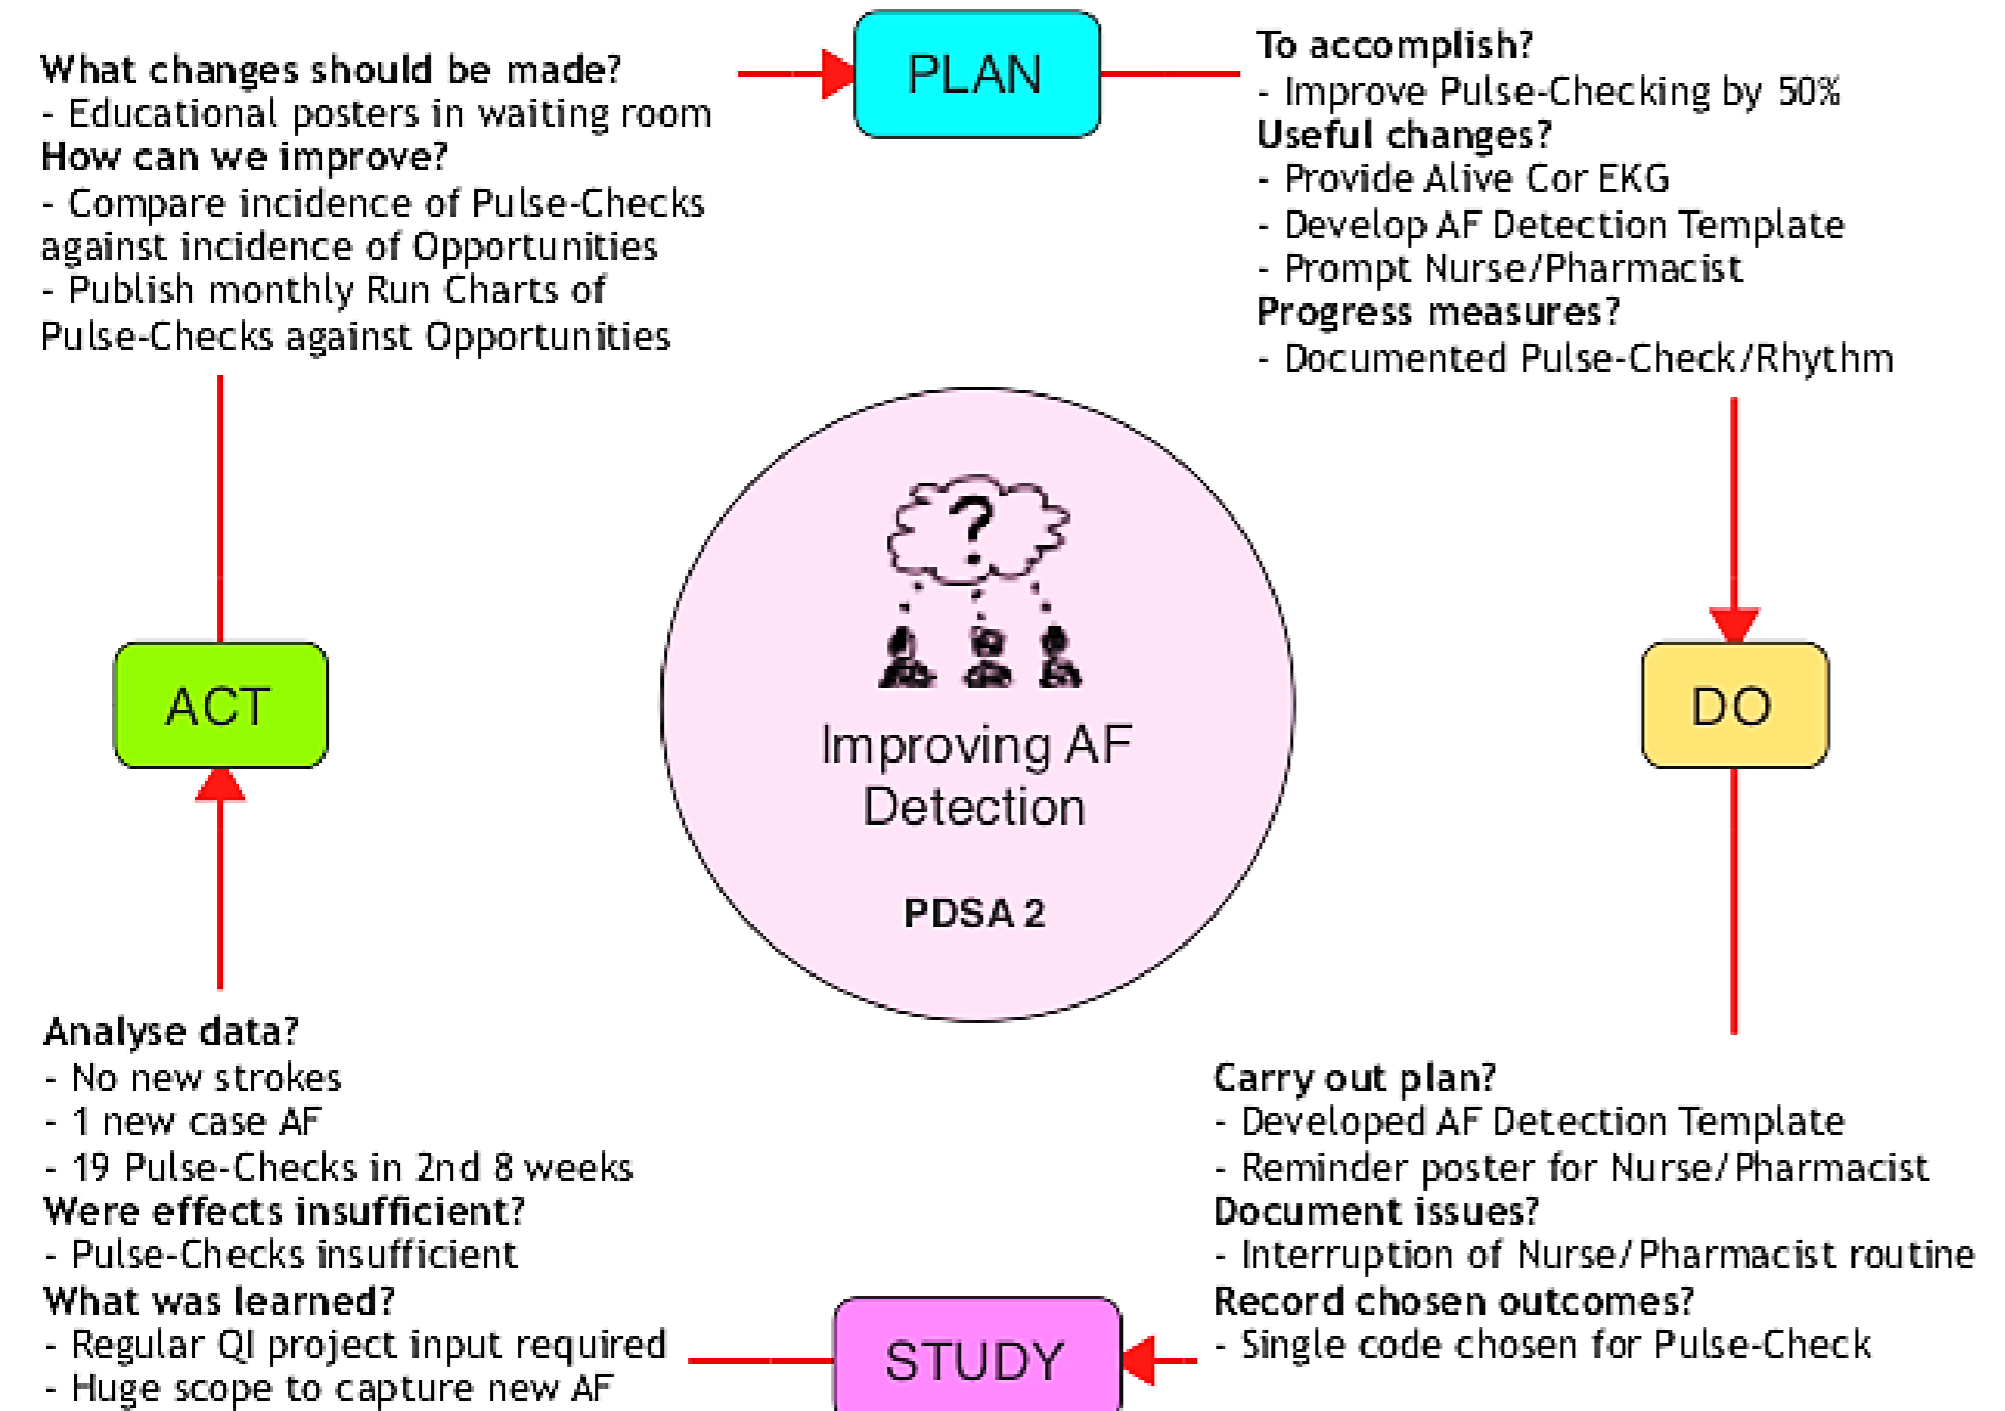 PLAN
To accomplish?
- Improve Pulse-Checking by 50%
Useful changes?
- Provide Alive Cor EKG
- Develop AF Detection Template
- Prompt Nurse/Pharmacist
Progress measures?
- Documented Pulse-Check/Rhythm
DO
Carry out plan?
- Developed AF Detection Template
- Reminder poster for Nurse/Pharmacist
Document issues?
- Interruption of Nurse/Pharmacist routine
Record chosen outcomes?
- Single code chosen for Pulse-Check
STUDY
Analyse data?
- No new strokes
- 1 new case AF
- 19 Pulse-Checks in 2nd 8 weeks
Were effects insufficient?
- Pulse-Checks insufficient
What was learned?
- Regular QI project input required
- Huge scope to capture new AF
ACT
What changes should be made?
- Educational posters in waiting room
How can we improve?
- Compare incidence of Pulse-Checks
against incidence of Opportunities
- Publish monthly Run Charts of
Pulse-Checks against Opportunities
?
Improving AF
Detection
PDSA 2